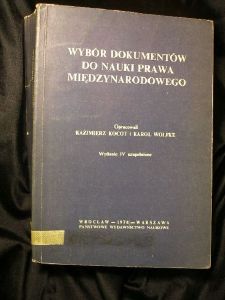 WYBÓR DOKUMENTÓW
DO NAUKI PRAWA
MIĘDZYNARODOWEGO
Opracowali
KAZIMIERZ KOCOT i KAROL WOLFKE
Wydanie IV uzupełnione
WROCŁAW — 1978 — WARSZAWA
PAŃSTWOWE WYDAWNICTWO NAUKOWE